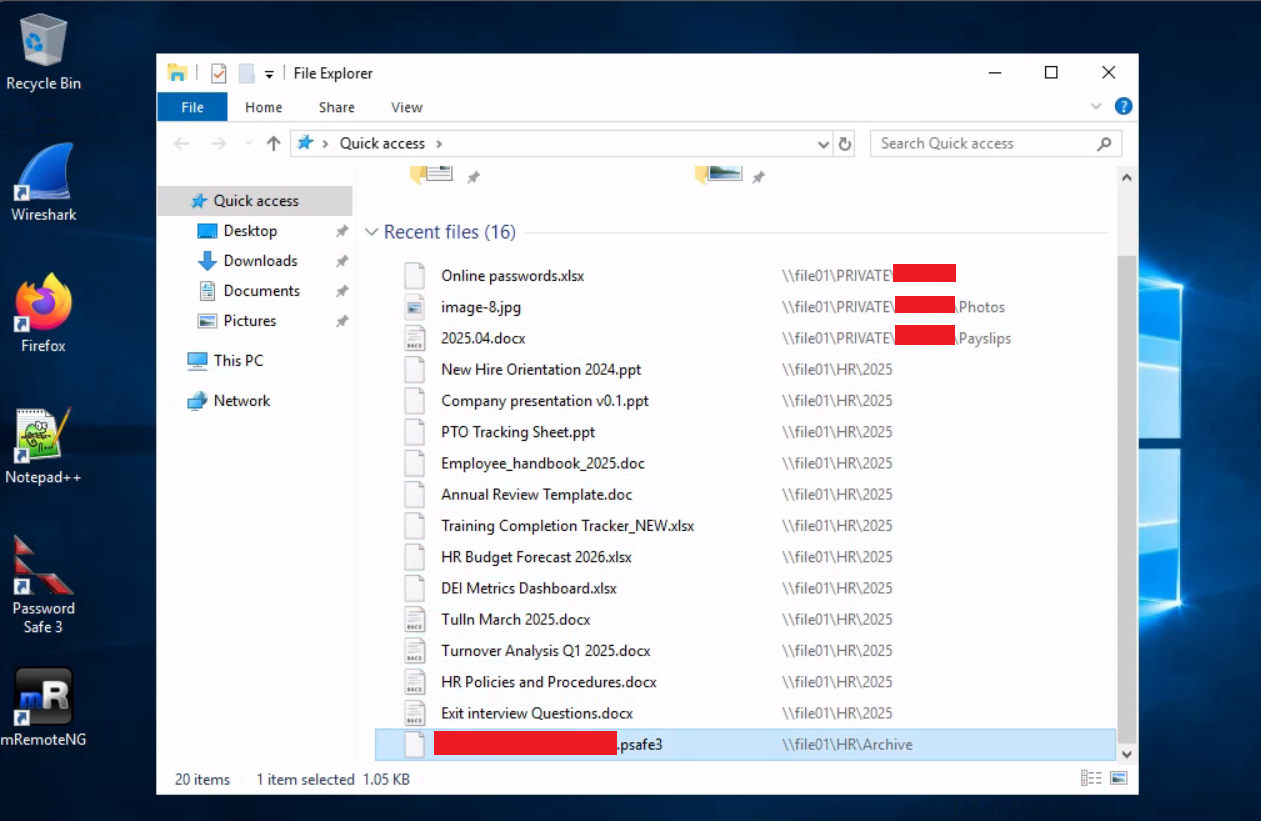 Recycle Bin
Wireshark
Firefox
Notepad++
Password
Safe 3
mR
mRemoteNG
File Explorer
File Home Share View
?
Quick access
Search Quick access
Quick access
Desktop
Downloads
Documents
Pictures
This PC
Network
Recent files (16)
Online passwords.xlsx \\file01\PRIVATE\
image-8.jpg \\file01\PRIVATE\ \Photos
2025.04.docx \\file01\PRIVATE\ \Payslips
New Hire Orientation 2024.ppt \\file01\HR\2025
Company presentation v0.1.ppt \\file01\HR\2025
PTO Tracking Sheet.ppt \\file01\HR\2025
Employee_handbook_2025.doc \\file01\HR\2025
Annual Review Template.doc \\file01\HR\2025
Training Completion Tracker_NEW.xlsx \\file01\HR\2025
HR Budget Forecast 2026.xlsx \\file01\HR\2025
DEI Metrics Dashboard.xlsx \\file01\HR\2025
Tulln March 2025.docx \\file01\HR\2025
Turnover Analysis Q1 2025.docx \\file01\HR\2025
HR Policies and Procedures.docx \\file01\HR\2025
Exit interview Questions.docx \\file01\HR\2025
.psafe3 \\file01\HR\Archive
20 items 1 item selected 1.05 KB